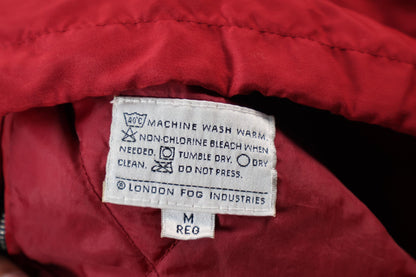 40°C MACHINE WASH WARM.
NON-CHLORINE BLEACH WHEN
NEEDED. TUMBLE DRY. DRY
CLEAN. DO NOT PRESS.
® LONDON FOG INDUSTRIES
M
REG